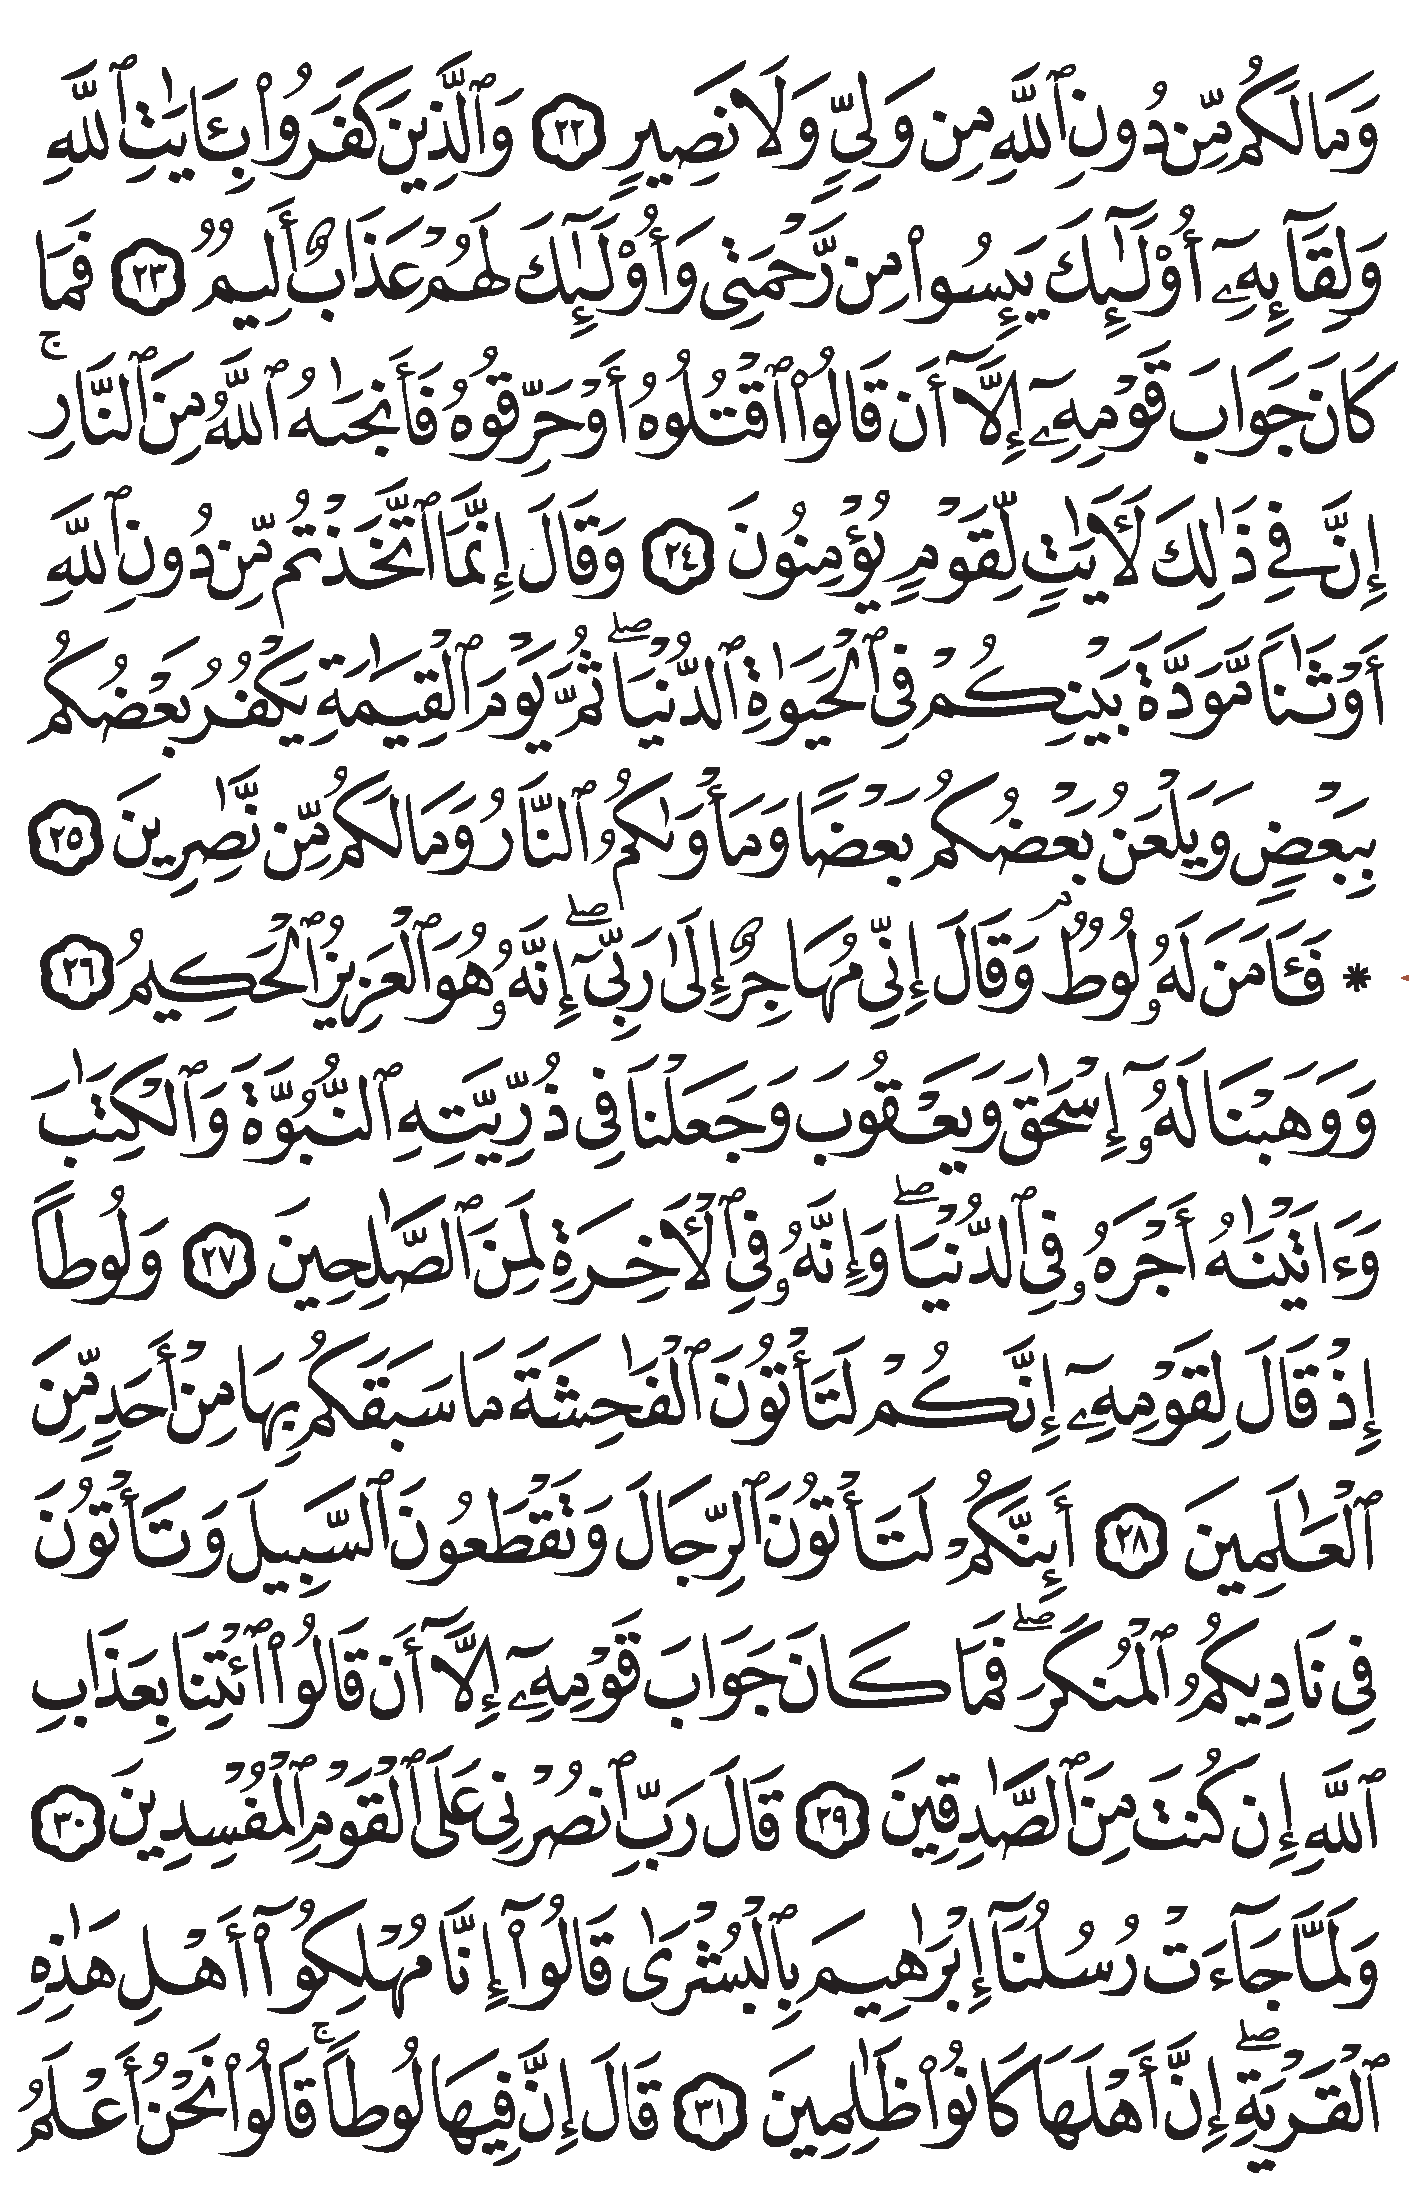 وَمَا لَكُم مِّن دُونِ ٱللَّهِ مِن وَلِيٍّ وَلَا نَصِيرٍ ٢٢ وَٱلَّذِينَ كَفَرُوا۟ بِـَٔايَٰتِ ٱللَّهِ
وَلِقَآئِهِۦٓ أُو۟لَٰٓئِكَ يَئِسُوا۟ مِن رَّحْمَتِى وَأُو۟لَٰٓئِكَ لَهُمْ عَذَابٌ أَلِيمٌ ٢٣ فَمَا
كَانَ جَوَابَ قَوْمِهِۦٓ إِلَّآ أَن قَالُوا۟ ٱقْتُلُوهُ أَوْ حَرِّقُوهُ فَأَنجَىٰهُ ٱللَّهُ مِنَ ٱلنَّارِ ۚ
إِنَّ فِى ذَٰلِكَ لَأٓيَٰتٍ لِّقَوْمٍ يُؤْمِنُونَ ٢٤ وَقَالَ إِنَّمَا ٱتَّخَذْتُم مِّن دُونِ ٱللَّهِ
أَوْثَٰنًا مَّوَدَّةَ بَيْنِكُمْ فِى ٱلْحَيَوٰةِ ٱلدُّنْيَا ۖ ثُمَّ يَوْمَ ٱلْقِيَٰمَةِ يَكْفُرُ بَعْضُكُم
بِبَعْضٍ وَيَلْعَنُ بَعْضُكُم بَعْضًا وَمَأْوَىٰكُمُ ٱلنَّارُ وَمَا لَكُم مِّن نَّٰصِرِينَ ٢٥
* فَـَٔامَنَ لَهُۥ لُوطٌ ۘ وَقَالَ إِنِّى مُهَاجِرٌ إِلَىٰ رَبِّىٓ ۖ إِنَّهُۥ هُوَ ٱلْعَزِيزُ ٱلْحَكِيمُ ٢٦
وَوَهَبْنَا لَهُۥٓ إِسْحَٰقَ وَيَعْقُوبَ وَجَعَلْنَا فِى ذُرِّيَّتِهِ ٱلنُّبُوَّةَ وَٱلْكِتَٰبَ
وَءَاتَيْنَٰهُ أَجْرَهُۥ فِى ٱلدُّنْيَا ۖ وَإِنَّهُۥ فِى ٱلْأَخِرَةِ لَمِنَ ٱلصَّٰلِحِينَ ٢٧ وَلُوطًا
إِذْ قَالَ لِقَوْمِهِۦٓ إِنَّكُمْ لَتَأْتُونَ ٱلْفَٰحِشَةَ مَا سَبَقَكُم بِهَا مِنْ أَحَدٍ مِّنَ
ٱلْعَٰلَمِينَ ٢٨ أَئِنَّكُمْ لَتَأْتُونَ ٱلرِّجَالَ وَتَقْطَعُونَ ٱلسَّبِيلَ وَتَأْتُونَ
فِى نَادِيكُمُ ٱلْمُنكَرَ ۖ فَمَا كَانَ جَوَابَ قَوْمِهِۦٓ إِلَّآ أَن قَالُوا۟ ٱئْتِنَا بِعَذَابِ
ٱللَّهِ إِن كُنتَ مِنَ ٱلصَّٰدِقِينَ ٢٩ قَالَ رَبِّ ٱنصُرْنِى عَلَى ٱلْقَوْمِ ٱلْمُفْسِدِينَ ٣٠
وَلَمَّا جَآءَتْ رُسُلُنَآ إِبْرَٰهِيمَ بِٱلْبُشْرَىٰ قَالُوٓا۟ إِنَّا مُهْلِكُوٓا۟ أَهْلِ هَٰذِهِ
ٱلْقَرْيَةِ ۖ إِنَّ أَهْلَهَا كَانُوا۟ ظَٰلِمِينَ ٣١ قَالَ إِنَّ فِيهَا لُوطًا ۚ قَالُوا۟ نَحْنُ أَعْلَمُ